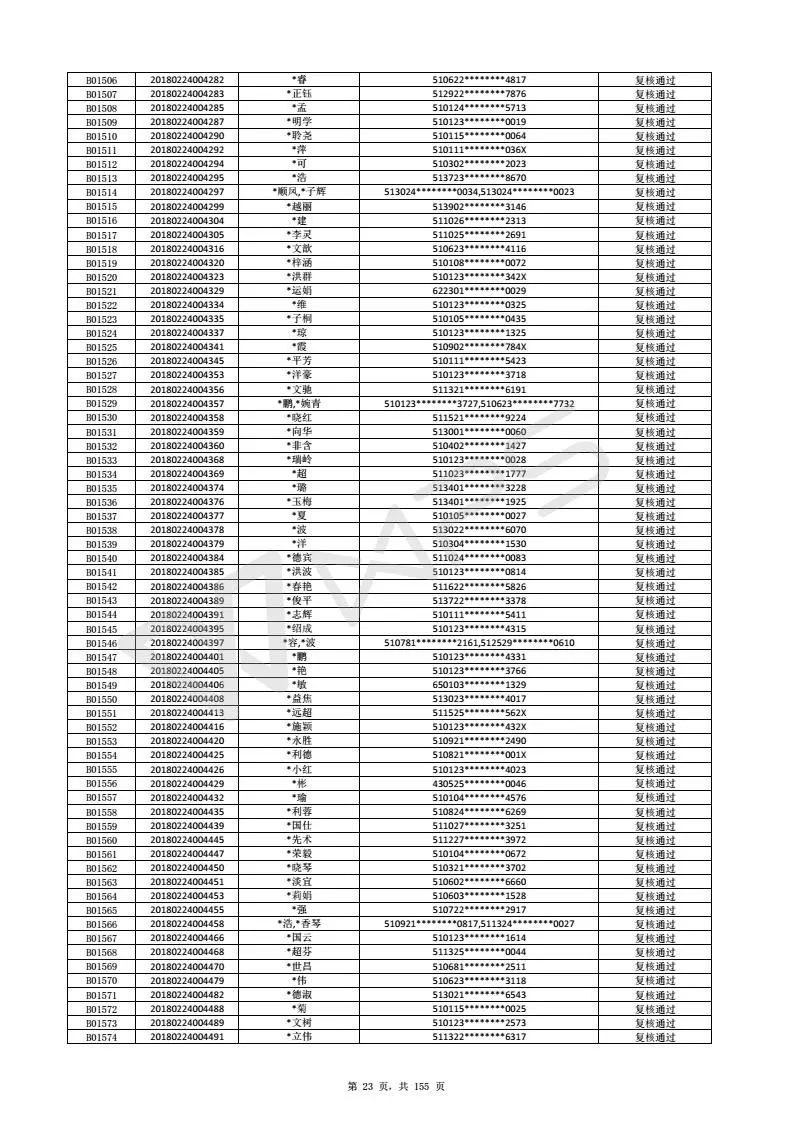 B01506 20180224004282 *睿 510622********4817 复核通过
B01507 20180224004283 *正钰 512922********7876 复核通过
B01508 20180224004285 *孟 510124********5713 复核通过
B01509 20180224004287 *明学 510123********0019 复核通过
B01510 20180224004290 *聆尧 510115********0064 复核通过
B01511 20180224004292 *萍 510111********036X 复核通过
B01512 20180224004294 *可 510302********2023 复核通过
B01513 20180224004295 *浩 513723********8670 复核通过
B01514 20180224004297 *顺凤,*子辉 513024********0034,513024********0023 复核通过
B01515 20180224004299 *越丽 513902********3146 复核通过
B01516 20180224004304 *建 511026********2313 复核通过
B01517 20180224004305 *李灵 511025********2691 复核通过
B01518 20180224004316 *文歆 510623********4116 复核通过
B01519 20180224004320 *梓涵 510108********0072 复核通过
B01520 20180224004323 *洪群 510123********342X 复核通过
B01521 20180224004329 *运娟 622301********0029 复核通过
B01522 20180224004334 *维 510123********0325 复核通过
B01523 20180224004335 *子桐 510105********0435 复核通过
B01524 20180224004337 *琼 510123********1325 复核通过
B01525 20180224004341 *霞 510902********784X 复核通过
B01526 20180224004345 *平芳 510111********5423 复核通过
B01527 20180224004353 *洋豪 510123********3718 复核通过
B01528 20180224004356 *文驰 511321********6191 复核通过
B01529 20180224004357 *鹏,*婉青 510123********3727,510623********7732 复核通过
B01530 20180224004358 *晓红 511521********9224 复核通过
B01531 20180224004359 *向华 513001********0060 复核通过
B01532 20180224004360 *非含 510402********1427 复核通过
B01533 20180224004368 *瑞岭 510123********0028 复核通过
B01534 20180224004369 *超 511023********1777 复核通过
B01535 20180224004374 *璐 513401********3228 复核通过
B01536 20180224004376 *玉梅 513401********1925 复核通过
B01537 20180224004377 *夏 510105********0027 复核通过
B01538 20180224004378 *波 513022********6070 复核通过
B01539 20180224004379 *洋 510304********1530 复核通过
B01540 20180224004384 *德宾 511024********0083 复核通过
B01541 20180224004385 *洪波 510123********0814 复核通过
B01542 20180224004386 *春艳 511622********5826 复核通过
B01543 20180224004389 *俊平 513722********3378 复核通过
B01544 20180224004391 *志辉 510111********5411 复核通过
B01545 20180224004395 *绍成 510123********4315 复核通过
B01546 20180224004397 *容,*波 510781********2161,512529********0610 复核通过
B01547 20180224004401 *鹏 510123********4331 复核通过
B01548 20180224004405 *艳 510123********3766 复核通过
B01549 20180224004406 *敏 650103********1329 复核通过
B01550 20180224004408 *益焦 513023********4017 复核通过
B01551 20180224004413 *远超 511525********562X 复核通过
B01552 20180224004416 *施颖 510123********432X 复核通过
B01553 20180224004420 *永胜 510921********2490 复核通过
B01554 20180224004425 *利德 510821********001X 复核通过
B01555 20180224004426 *小红 510123********4023 复核通过
B01556 20180224004429 *彬 430525********0046 复核通过
B01557 20180224004432 *瑜 510104********4576 复核通过
B01558 20180224004435 *利蓉 510824********6269 复核通过
B01559 20180224004439 *国仕 511027********3251 复核通过
B01560 20180224004445 *先术 511227********3972 复核通过
B01561 20180224004447 *荣毅 510104********0672 复核通过
B01562 20180224004450 *晓琴 510321********3702 复核通过
B01563 20180224004451 *淡宜 510602********6660 复核通过
B01564 20180224004453 *莉娟 510603********1528 复核通过
B01565 20180224004455 *强 510722********2917 复核通过
B01566 20180224004458 *浩,*香琴 510921********0817,511324********0027 复核通过
B01567 20180224004466 *国云 510123********1614 复核通过
B01568 20180224004468 *超芬 511325********0044 复核通过
B01569 20180224004470 *世昌 510681********2511 复核通过
B01570 20180224004479 *伟 510623********3118 复核通过
B01571 20180224004482 *德淑 513021********6543 复核通过
B01572 20180224004488 *菊 510115********0025 复核通过
B01573 20180224004489 *文树 510123********2573 复核通过
B01574 20180224004491 *立伟 511322********6317 复核通过
WPS
第 23 页，共 155 页